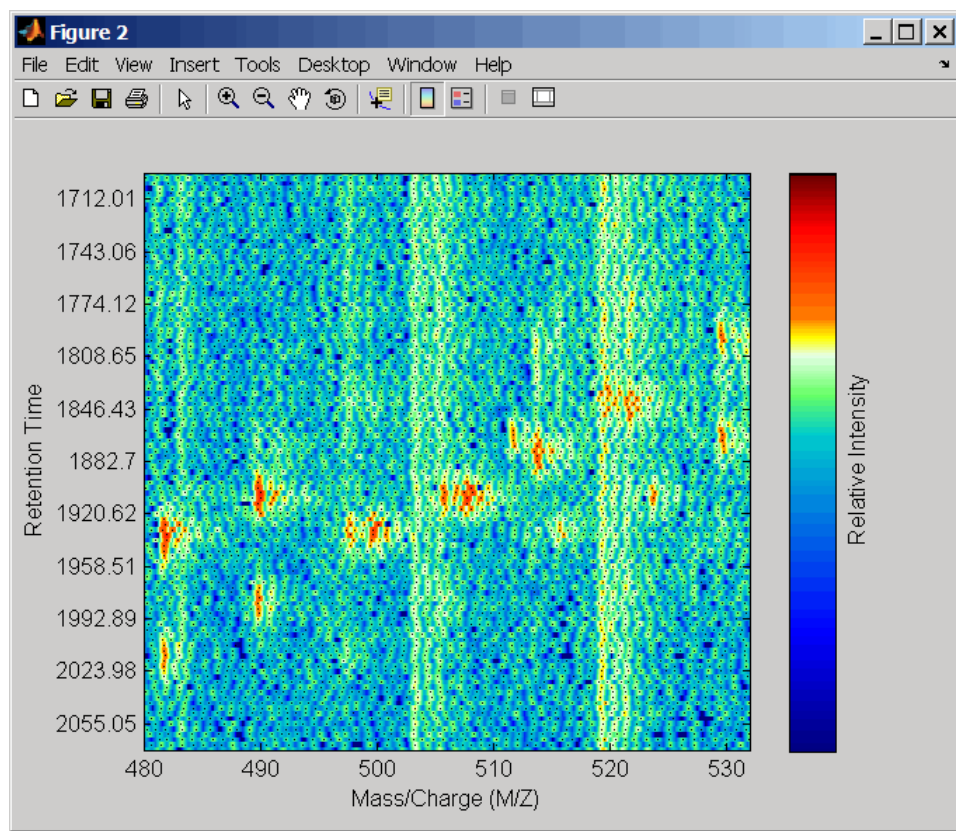 Figure 2
File Edit View Insert Tools Desktop Window Help
1712.01
1743.06
1774.12
1808.65
1846.43
1882.7
1920.62
1958.51
1992.89
2023.98
2055.05
Retention Time
480 490 500 510 520 530
Mass/Charge (M/Z)
Relative Intensity